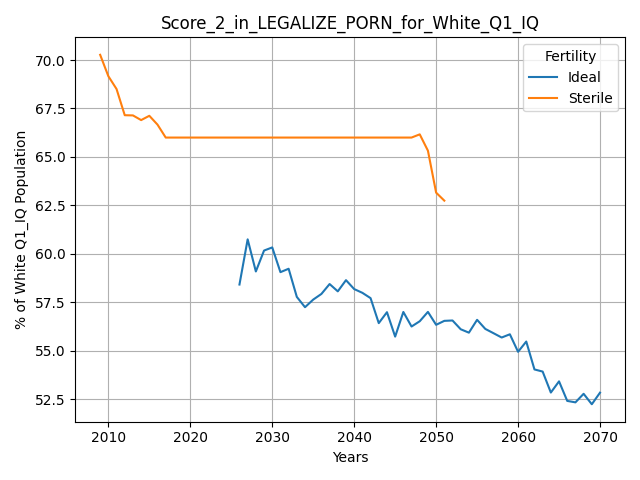 Score_2_in_LEGALIZE_PORN_for_White_Q1_IQ
Fertility
Ideal
Sterile
% of White Q1_IQ Population
70.0
67.5
65.0
62.5
60.0
57.5
55.0
52.5
2010 2020 2030 2040 2050 2060 2070
Years